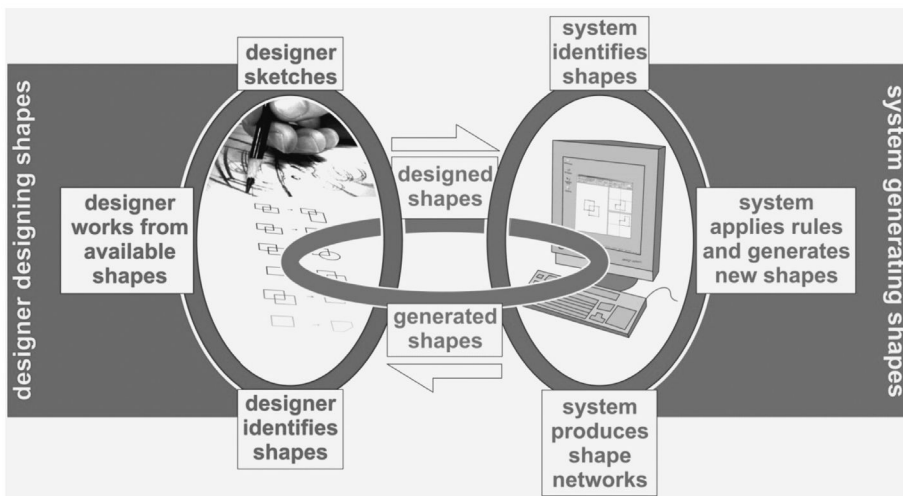 designer
sketches
system
identifies
shapes
designer designing shapes
designer
works from
available
shapes
designed
shapes
system
applies rules
and generates
new shapes
system generating shapes
generated
shapes
designer
identifies
shapes
system
produces
shape
networks